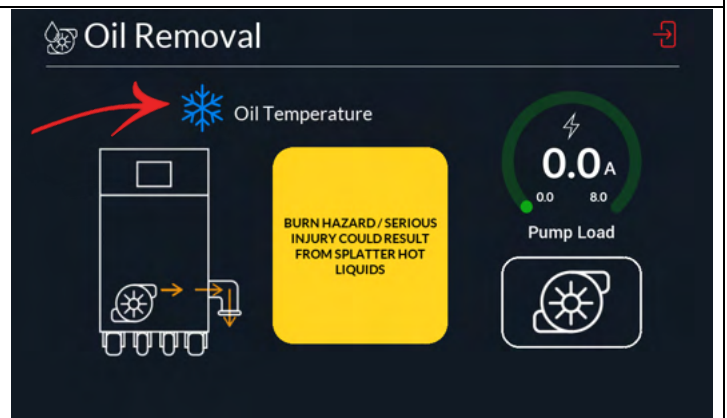 Oil Removal
Oil Temperature
BURN HAZARD / SERIOUS
INJURY COULD RESULT
FROM SPLATTER HOT
LIQUIDS
0.0 A
0.0 8.0
Pump Load